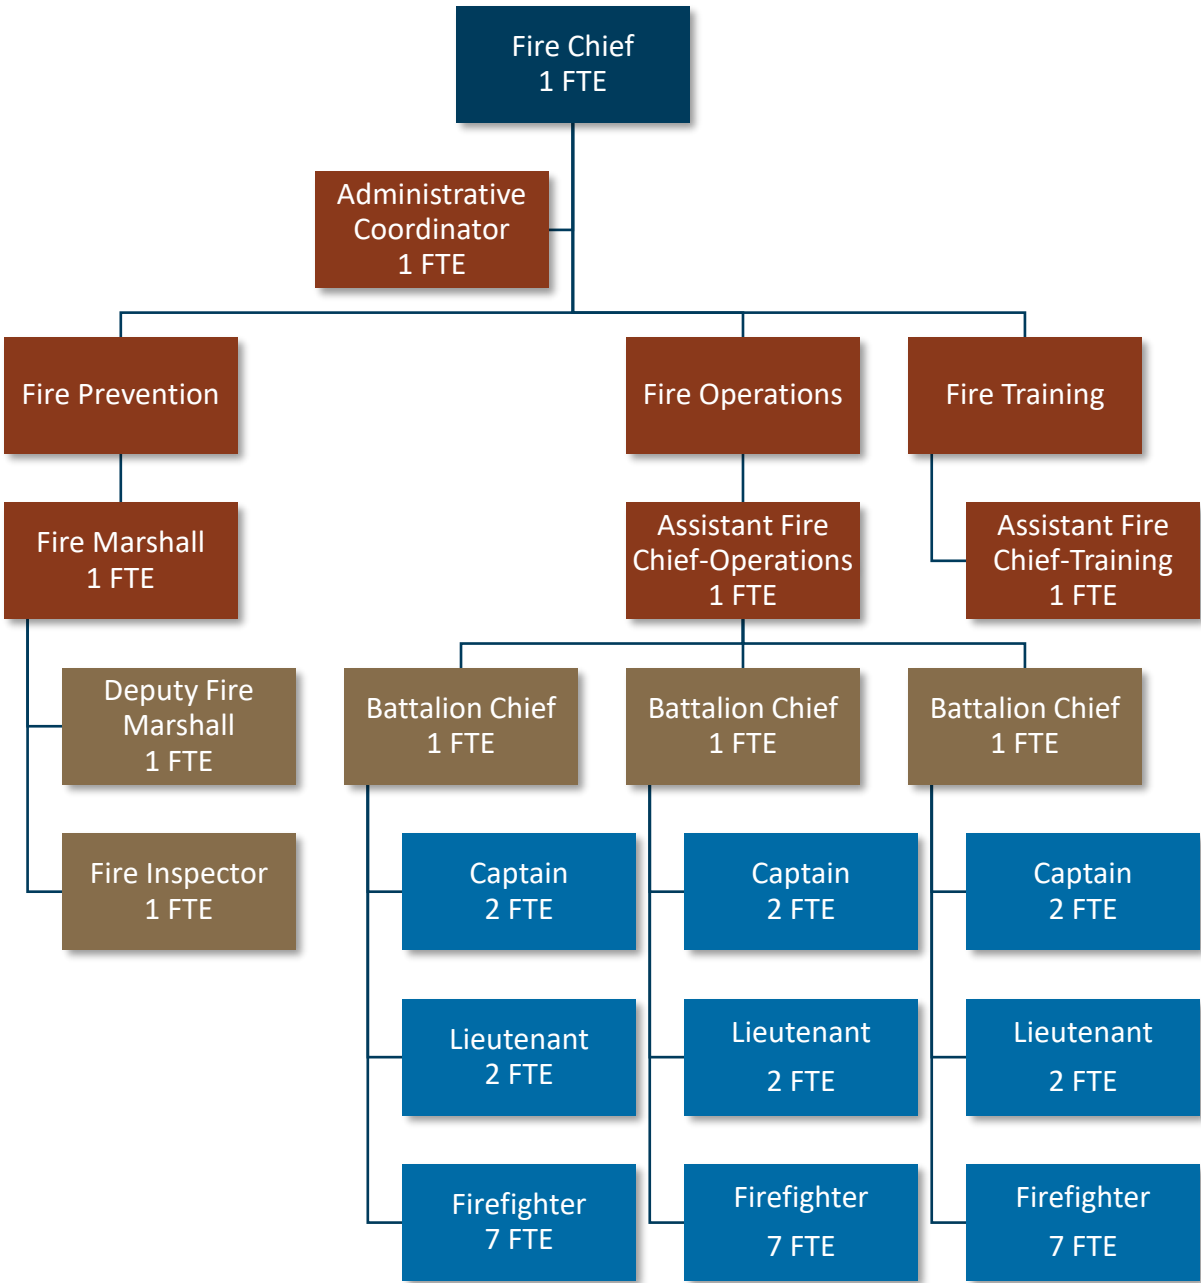 Fire Chief
1 FTE
Administrative
Coordinator
1 FTE
Fire Prevention
Fire Operations
Fire Training
Fire Marshall
1 FTE
Assistant Fire
Chief-Operations
1 FTE
Assistant Fire
Chief-Training
1 FTE
Deputy Fire
Marshall
1 FTE
Battalion Chief
1 FTE
Battalion Chief
1 FTE
Battalion Chief
1 FTE
Fire Inspector
1 FTE
Captain
2 FTE
Captain
2 FTE
Captain
2 FTE
Lieutenant
2 FTE
Lieutenant
2 FTE
Lieutenant
2 FTE
Firefighter
7 FTE
Firefighter
7 FTE
Firefighter
7 FTE